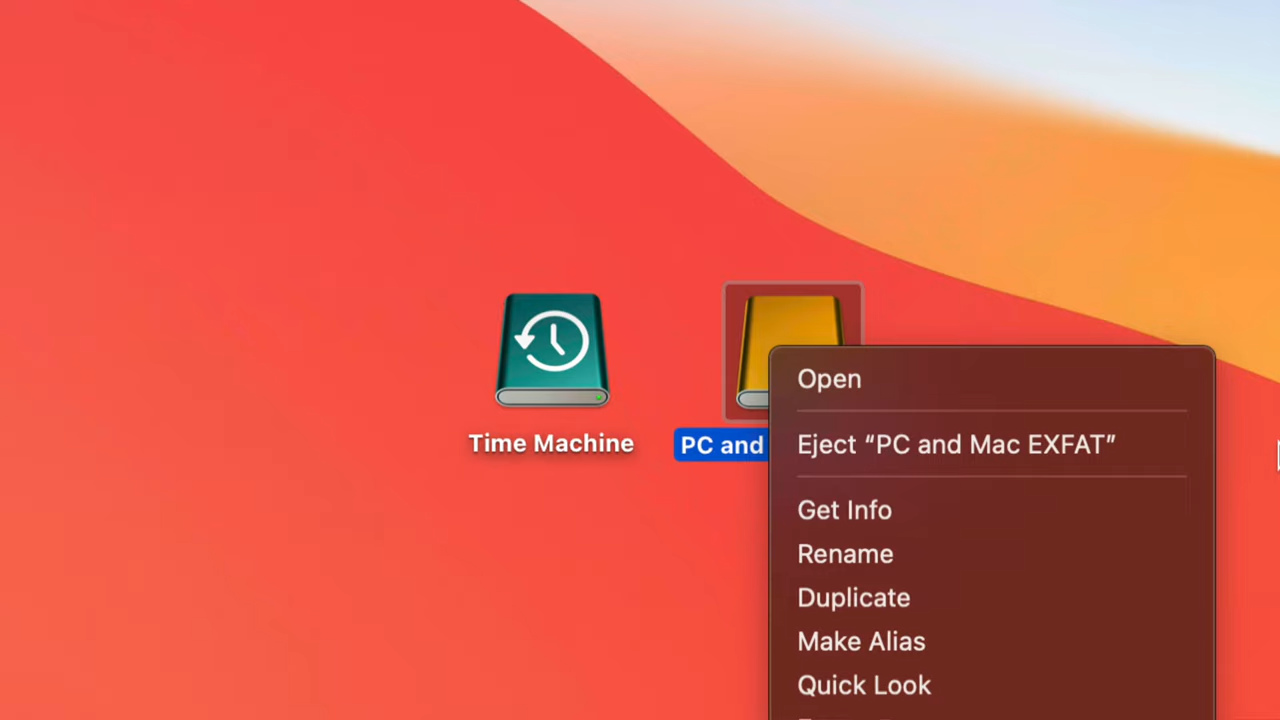 Time Machine
PC and
Open
Eject “PC and Mac EXFAT”
Get Info
Rename
Duplicate
Make Alias
Quick Look